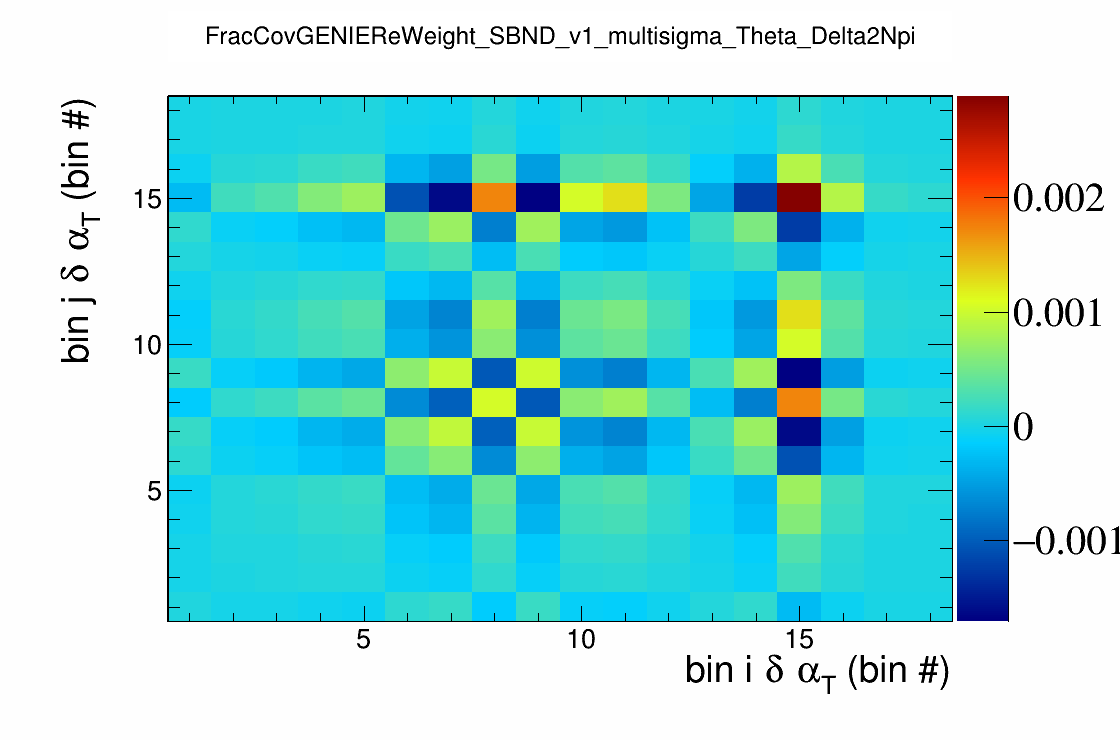 FracCovGENIEReWeight_SBND_v1_multisigma_Theta_Delta2Npi
bin j δ α_T (bin #)
15
10
5
5 10 15
bin i δ α_T (bin #)
0.002
0.001
0
−0.001